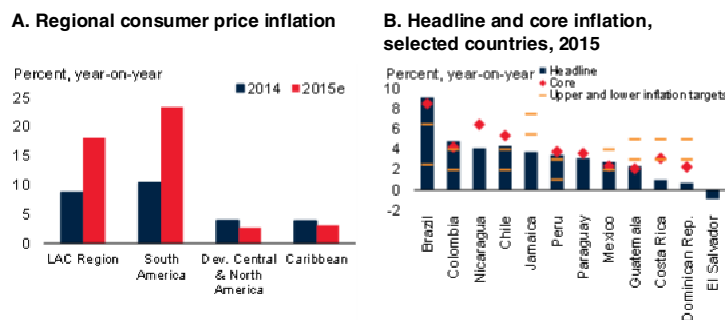 A. Regional consumer price inflation
Percent, year-on-year
2014 2015e
25
20
15
10
5
0
LAC Region
South
America
Dev. Central
& North
America
Caribbean
B. Headline and core inflation,
selected countries, 2015
Percent, year-on-year
Headline
Core
Upper and lower inflation targets
10
8
6
4
2
0
-2
Brazil
Colombia
Nicaragua
Chile
Jamaica
Peru
Paraguay
Mexico
Guatemala
Costa Rica
Dominican Rep.
El Salvador